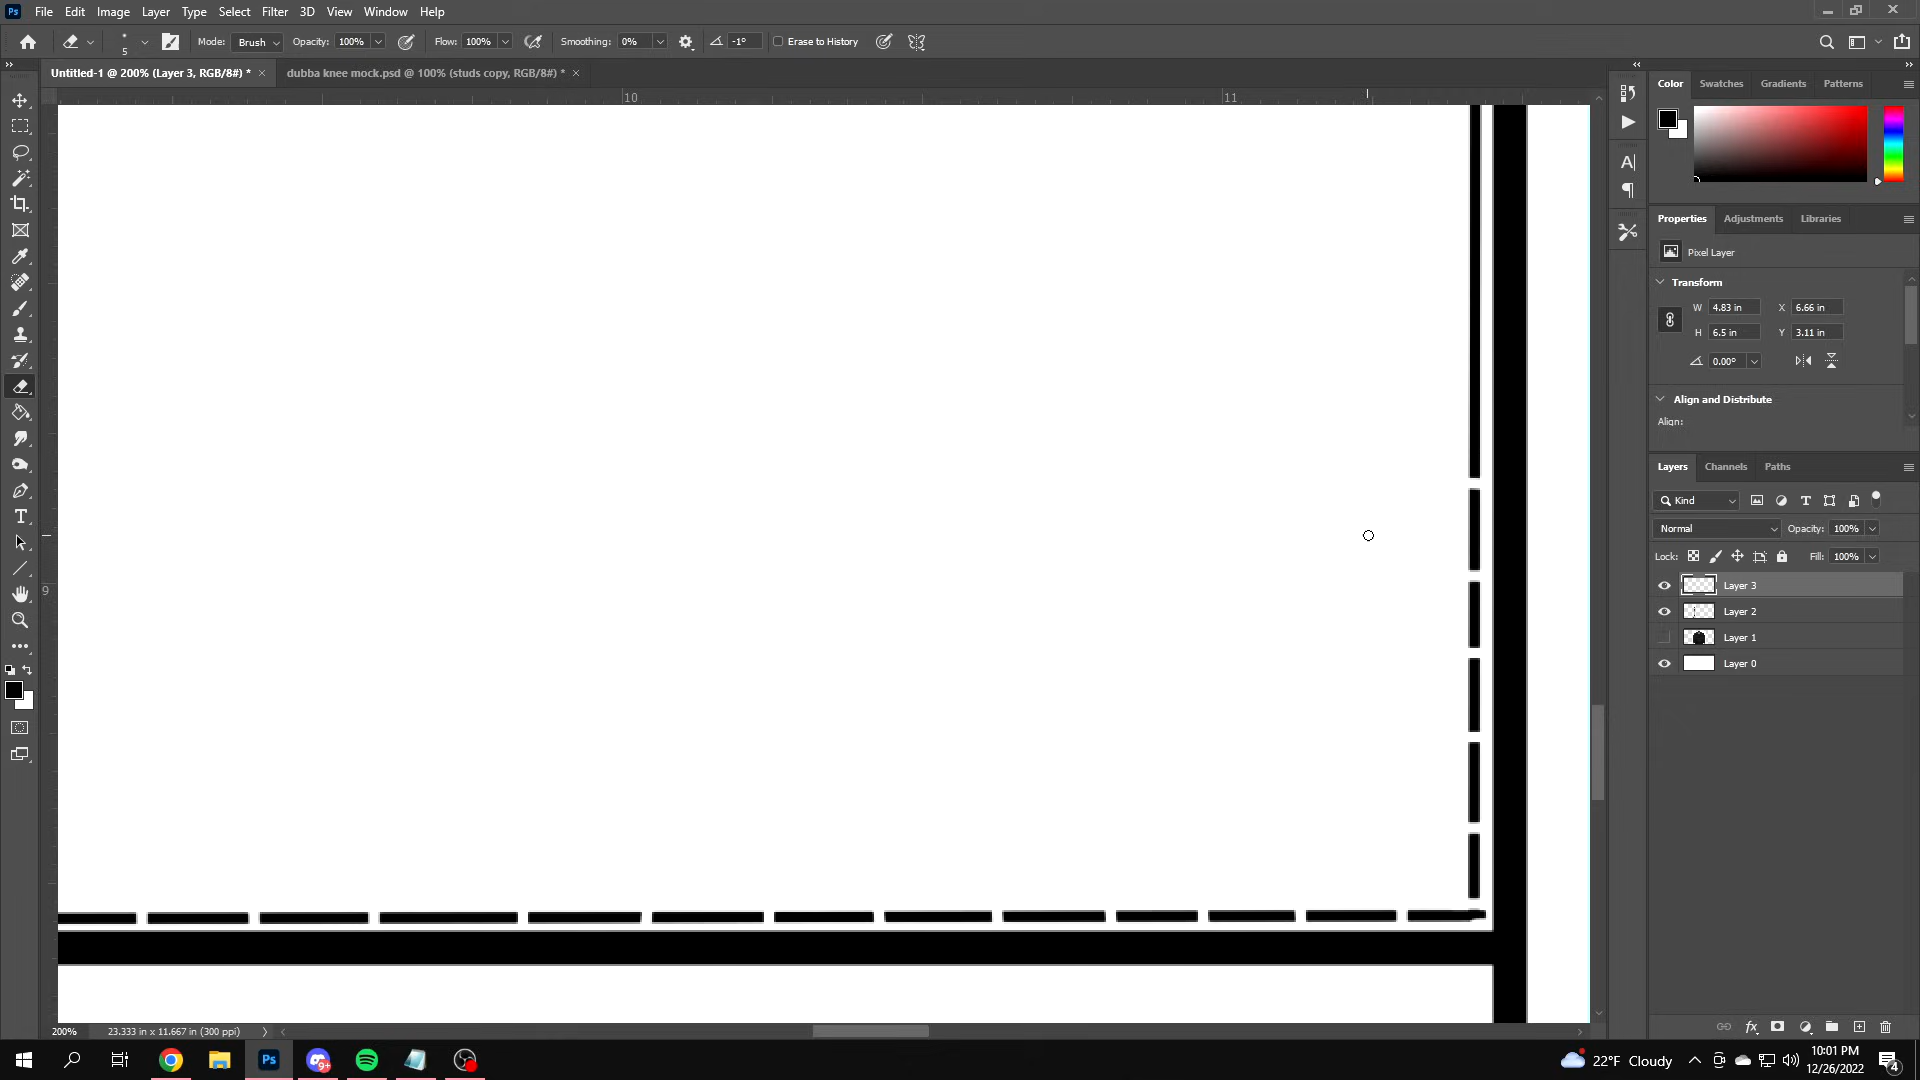 Ps File Edit Image Layer Type Select Filter 3D View Window Help
5 Mode: Brush Opacity: 100% Flow: 100% Smoothing: 0% -1° Erase to History
Untitled-1 @ 200% (Layer 3, RGB/8#) * × dubba knee mock.psd @ 100% (studs copy, RGB/8#) * ×
10 11
9
Color Swatches Gradients Patterns
Properties Adjustments Libraries
Pixel Layer
Transform
W 4.83 in X 6.66 in
H 6.5 in Y 3.11 in
0.00°
Align and Distribute
Align:
Layers Channels Paths
Kind
Normal Opacity: 100%
Lock: Fill: 100%
Layer 3
Layer 2
Layer 1
Layer 0
fx
200% 23.333 in x 11.667 in (300 ppi)
Ps 9+ 22°F Cloudy 10:01 PM
12/26/2022 4